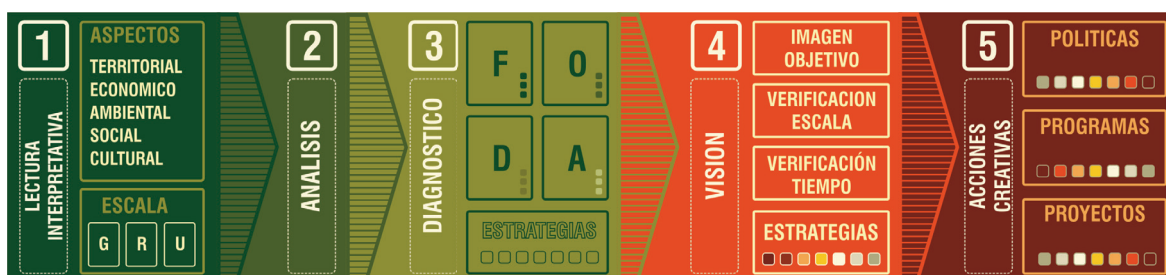 1
LECTURA
INTERPRETATIVA
ASPECTOS
TERRITORIAL
ECONOMICO
AMBIENTAL
SOCIAL
CULTURAL
ESCALA
G R U
2
ANALISIS
3
DIAGNOSTICO
F O
D A
ESTRATEGIAS
4
VISION
IMAGEN
OBJETIVO
VERIFICACION
ESCALA
VERIFICACIÓN
TIEMPO
ESTRATEGIAS
5
ACCIONES
CREATIVAS
POLITICAS
PROGRAMAS
PROYECTOS